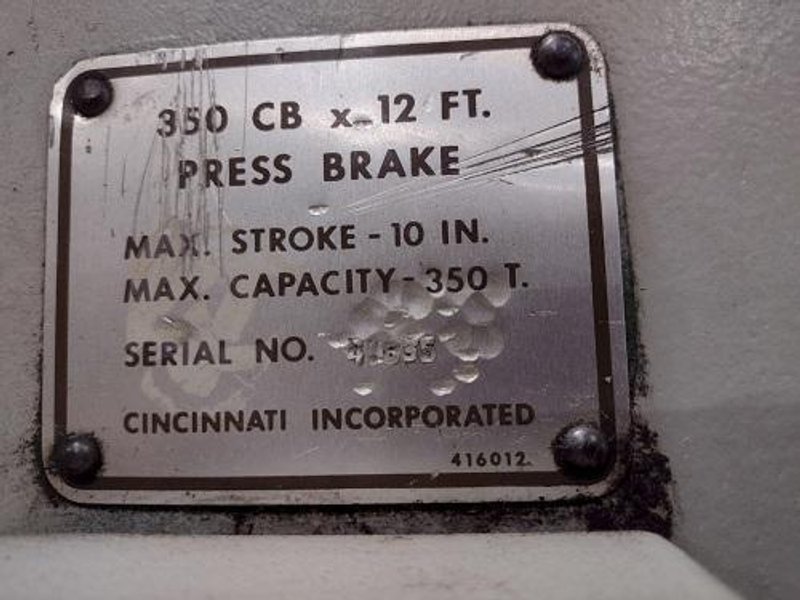 350 CB x 12 FT.
PRESS BRAKE
MAX. STROKE - 10 IN.
MAX. CAPACITY - 350 T.
SERIAL NO.
CINCINNATI INCORPORATED
416012